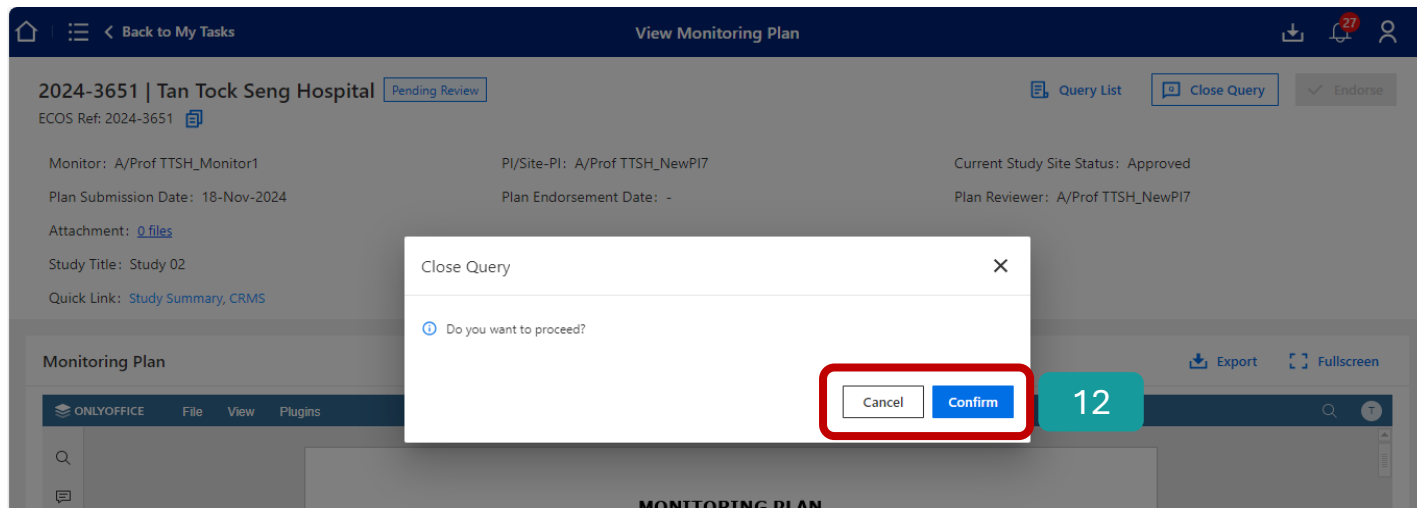 Back to My Tasks
View Monitoring Plan
27
2024-3651 | Tan Tock Seng Hospital
Pending Review
Query List
Close Query
Endorse
ECOS Ref: 2024-3651
Monitor: A/Prof TTSH_Monitor1
PI/Site-PI: A/Prof TTSH_NewPI7
Current Study Site Status: Approved
Plan Submission Date: 18-Nov-2024
Plan Endorsement Date: -
Plan Reviewer: A/Prof TTSH_NewPI7
Attachment: 0 files
Study Title: Study 02
Quick Link: Study Summary, CRMS
Close Query
Do you want to proceed?
Cancel
Confirm
12
Monitoring Plan
Export
Fullscreen
ONLYOFFICE
File
View
Plugins
T
MONITORING PLAN